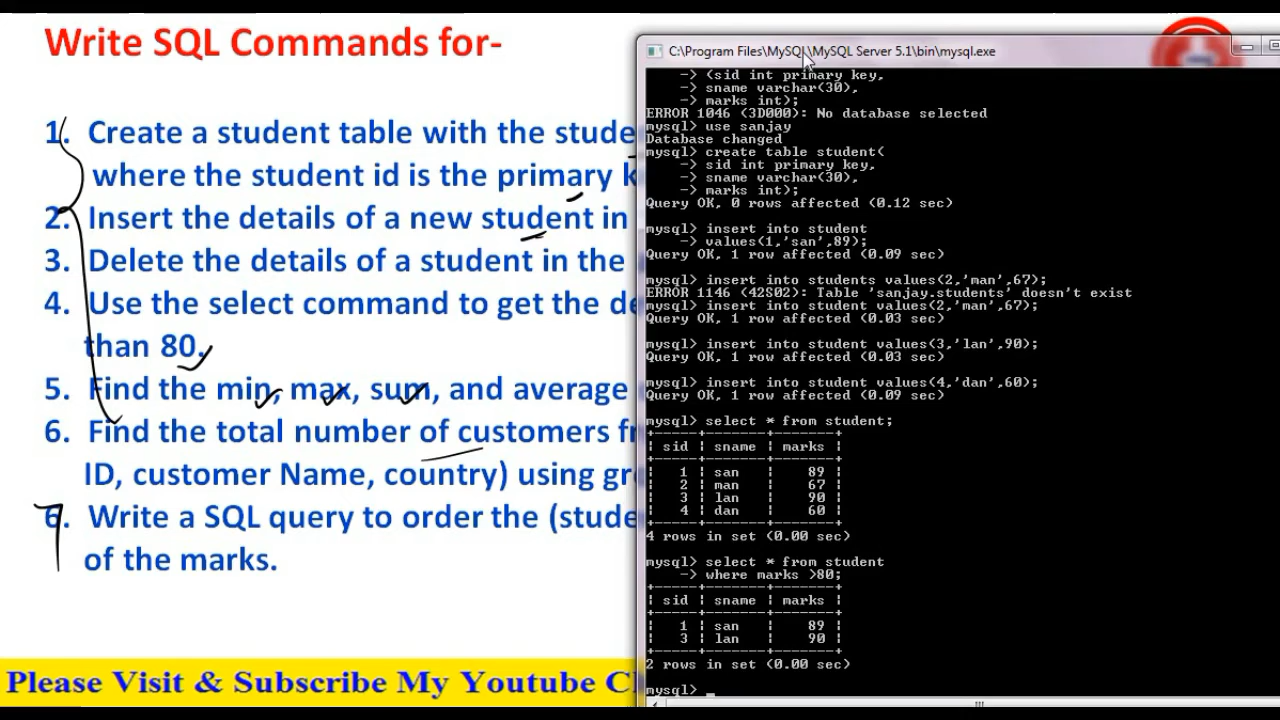 Write SQL Commands for-
1. Create a student table with the stude
where the student id is the primary k
2. Insert the details of a new student in
3. Delete the details of a student in the
4. Use the select command to get the de
than 80.
5. Find the min, max, sum, and average
6. Find the total number of customers fr
ID, customer Name, country) using gro
7 6. Write a SQL query to order the (stude
of the marks.
Please Visit & Subscribe My Youtube C
C:\Program Files\MySQL\MySQL Server 5.1\bin\mysql.exe
-> (sid int primary key,
-> sname varchar(30),
-> marks int);
ERROR 1046 (3D000): No database selected
mysql> use sanjay
Database changed
mysql> create table student(
-> sid int primary key,
-> sname varchar(30),
-> marks int);
Query OK, 0 rows affected (0.12 sec)
mysql> insert into student
-> values(1,'san',89);
Query OK, 1 row affected (0.09 sec)
mysql> insert into students values(2,'man',67);
ERROR 1146 (42S02): Table 'sanjay.students' doesn't exist
mysql> insert into student values(2,'man',67);
Query OK, 1 row affected (0.03 sec)
mysql> insert into student values(3,'lan',90);
Query OK, 1 row affected (0.03 sec)
mysql> insert into student values(4,'dan',60);
Query OK, 1 row affected (0.09 sec)
mysql> select * from student;
+-----+-------+-------+
| sid | sname | marks |
+-----+-------+-------+
| 1 | san | 89 |
| 2 | man | 67 |
| 3 | lan | 90 |
| 4 | dan | 60 |
+-----+-------+-------+
4 rows in set (0.00 sec)
mysql> select * from student
-> where marks >80;
+-----+-------+-------+
| sid | sname | marks |
+-----+-------+-------+
| 1 | san | 89 |
| 3 | lan | 90 |
+-----+-------+-------+
2 rows in set (0.00 sec)
mysql> _